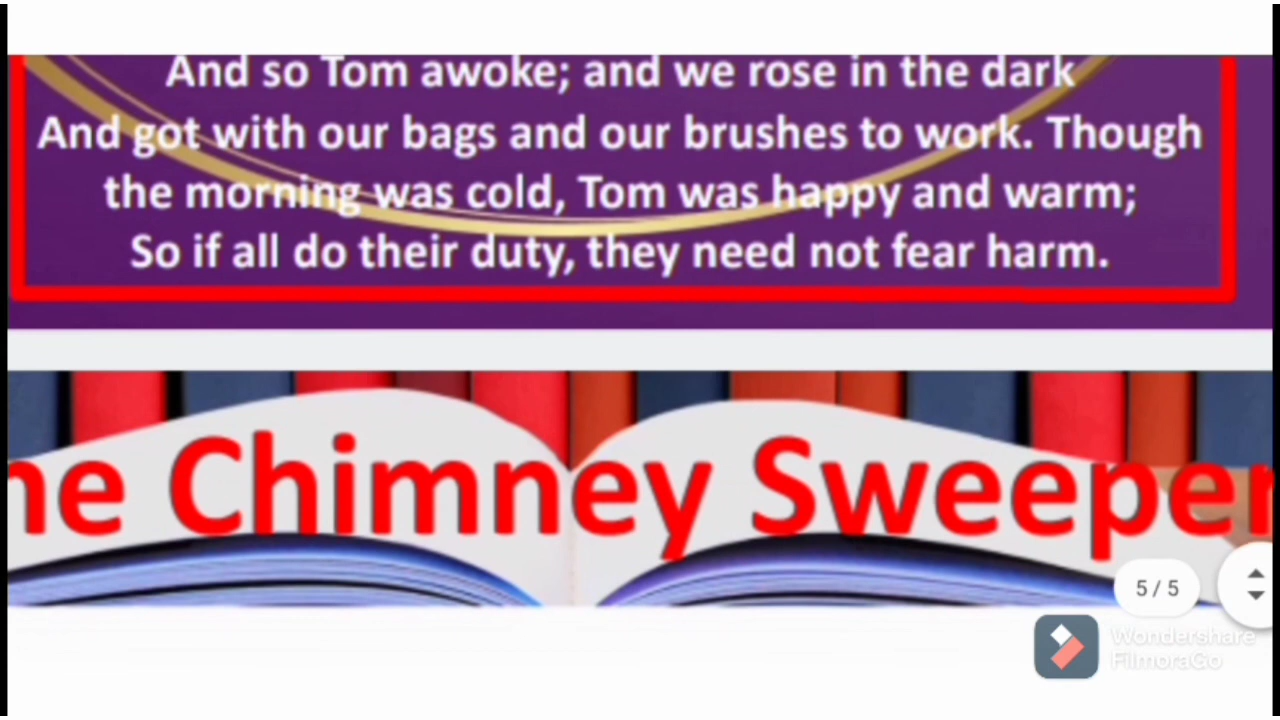 And so Tom awoke; and we rose in the dark
And got with our bags and our brushes to work. Though
the morning was cold, Tom was happy and warm;
So if all do their duty, they need not fear harm.
he Chimney Sweeper
5 / 5
Wondershare
FilmoraGo